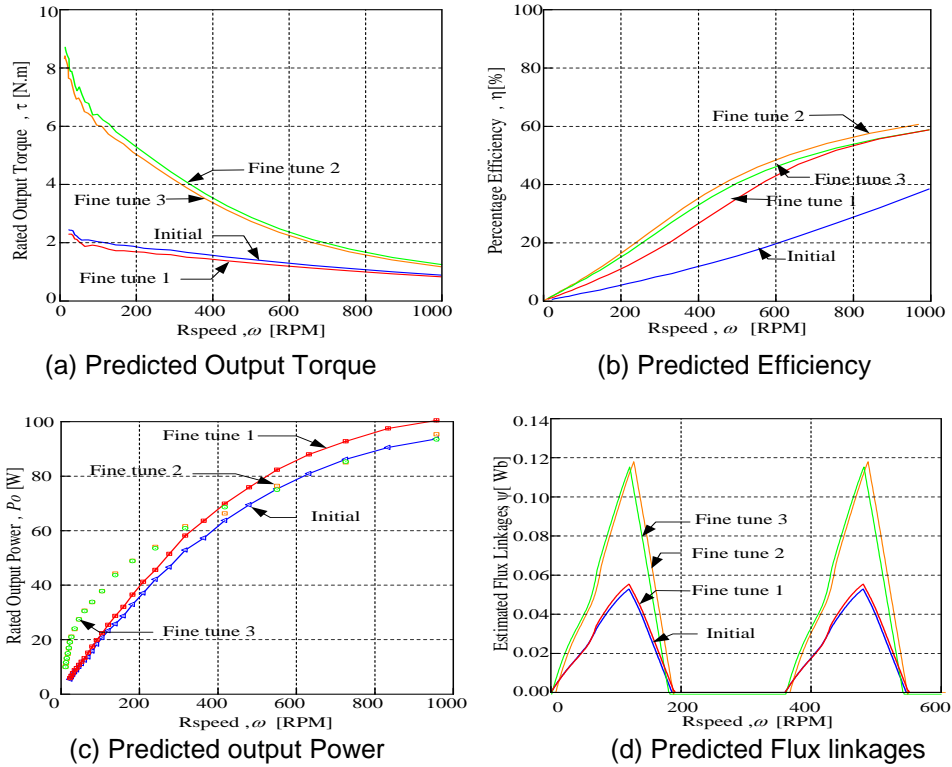 10
8
6
4
2
0
Rated Output Torque , τ [N.m]
Fine tune 2
Fine tune 3
Initial
Fine tune 1
0 200 400 600 800 1000
Rspeed ,ω [RPM]
(a) Predicted Output Torque
100
80
60
40
20
0
Percentage Efficiency , η[%]
Fine tune 2
Fine tune 3
Fine tune 1
Initial
0 200 400 600 800 1000
Rspeed ,ω [RPM]
(b) Predicted Efficiency
100
80
60
40
20
0
Rated Output Power , Po [W]
Fine tune 1
Fine tune 2
Initial
Fine tune 3
0 200 400 600 800 1000
Rspeed ,ω [RPM]
(c) Predicted output Power
0.14
0.12
0.10
0.08
0.06
0.04
0.02
0.00
Estimated Flux Linkages ψ[ Wb]
Fine tune 3
Fine tune 2
Fine tune 1
Initial
0 200 400 600
Rspeed ,ω [RPM]
(d) Predicted Flux linkages